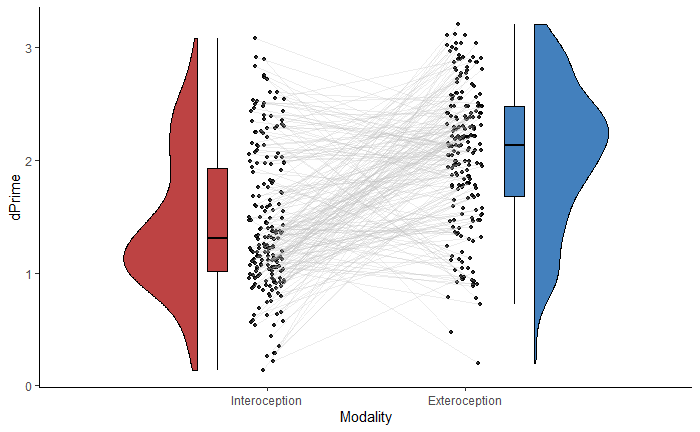 3
2
1
0
dPrime
Interoception
Exteroception
Modality